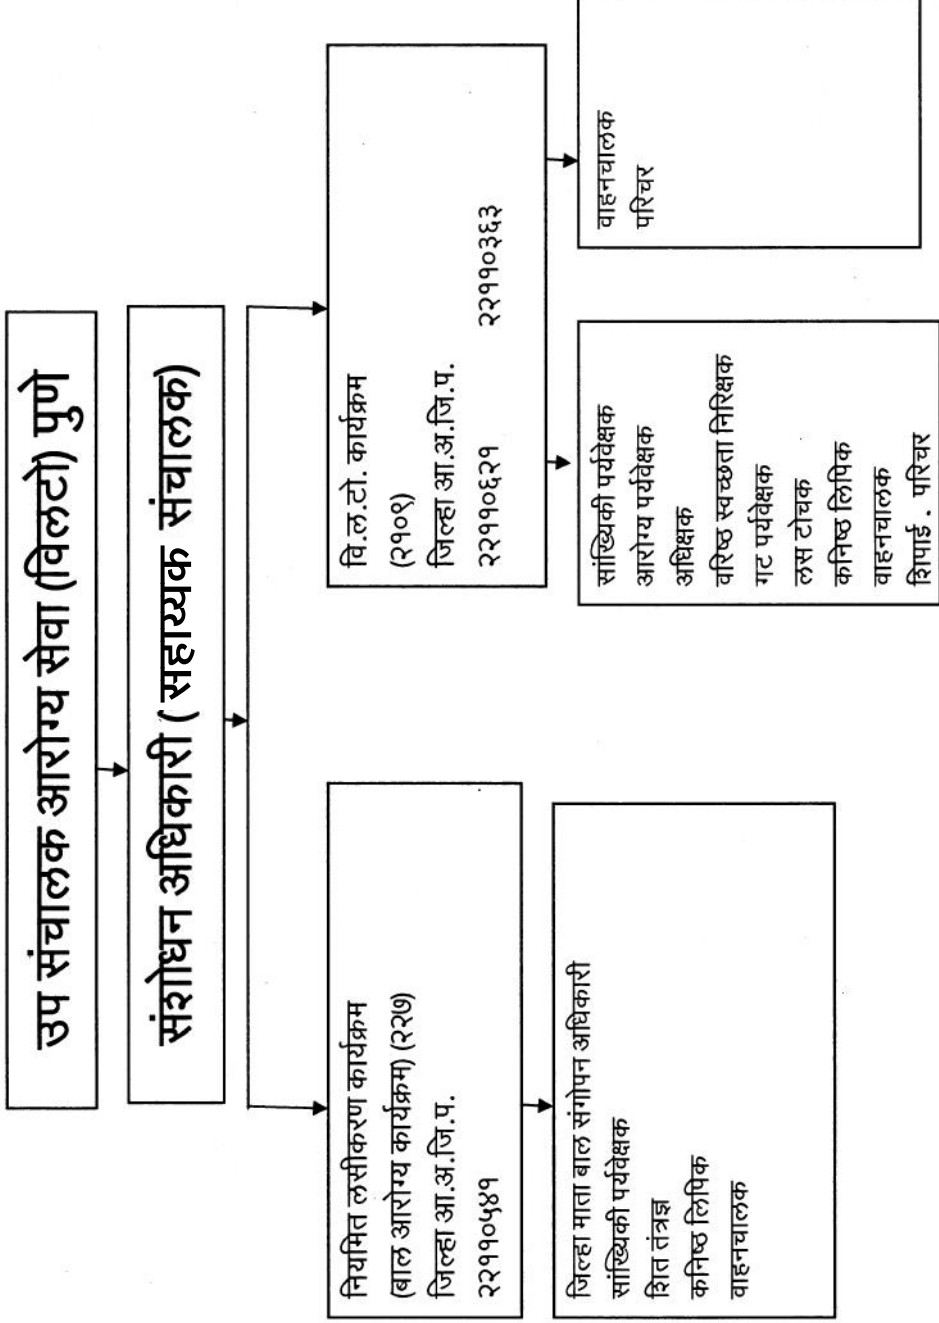 उप संचालक आरोग्य सेवा (विलटो) पुणे
संशोधन अधिकारी ( सहाय्यक संचालक)
नियमित लसीकरण कार्यक्रम
(बाल आरोग्य कार्यक्रम) (२२७)
जिल्हा आ.अ.जि.प.
२२११०५४१
जिल्हा माता बाल संगोपन अधिकारी
सांख्यिकी पर्यवेक्षक
शित तंत्रज्ञ
कनिष्ठ लिपिक
वाहनचालक
वि.ल.टो. कार्यक्रम
(२१०९)
जिल्हा आ.अ.जि.प.
२२११०६२१ २२११०३६३
सांख्यिकी पर्यवेक्षक
आरोग्य पर्यवेक्षक
अधिक्षक
वरिष्ठ स्वच्छता निरिक्षक
गट पर्यवेक्षक
लस टोचक
कनिष्ठ लिपिक
वाहनचालक
शिपाई . परिचर
वाहनचालक
परिचर